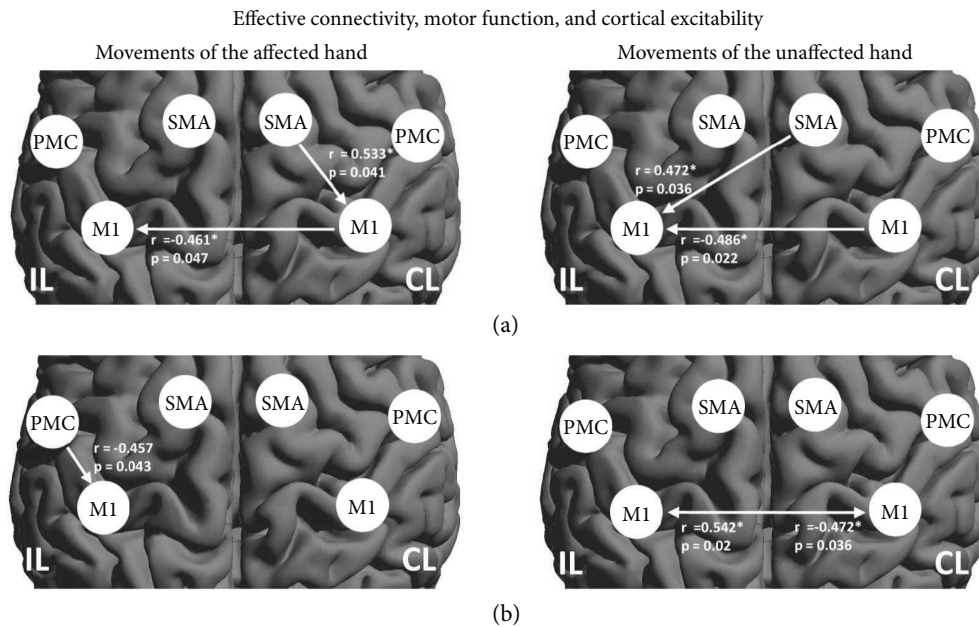 Effective connectivity, motor function, and cortical excitability
Movements of the affected hand
Movements of the unaffected hand
PMC
SMA
SMA
PMC
r = 0.533*
p = 0.041
M1
M1
r =-0.461*
p = 0.047
IL
CL
PMC
SMA
SMA
PMC
r = 0.472*
p = 0.036
M1
M1
r =-0.486*
p = 0.022
IL
CL
(a)
PMC
SMA
SMA
PMC
r = -0.457
p = 0.043
M1
M1
IL
CL
PMC
SMA
SMA
PMC
M1
M1
r =0.542*
p = 0.02
r =-0.472*
p = 0.036
IL
CL
(b)